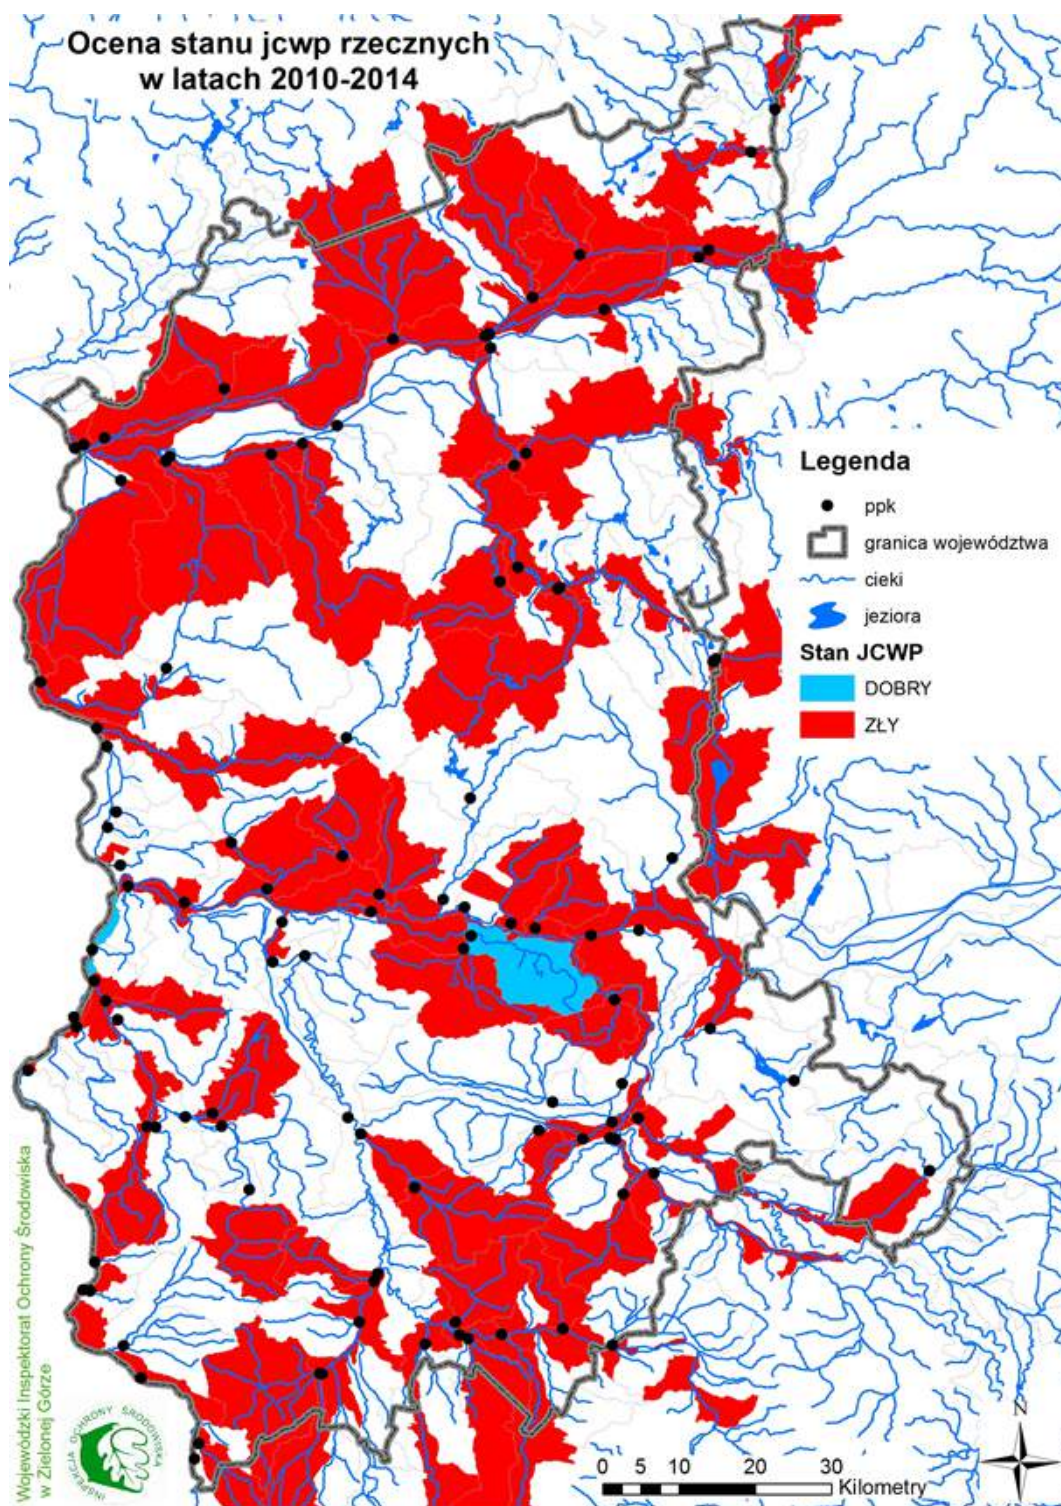 Ocena stanu jcwp rzecznych
w latach 2010-2014
Legenda
ppk
granica województwa
cieki
jeziora
Stan JCWP
DOBRY
ZŁY
Wojewódzki Inspektorat Ochrony Środowiska
w Zielonej Górze
INSPEKCJA OCHRONY ŚRODOWISKA
N
0 5 10 20 30
Kilometry